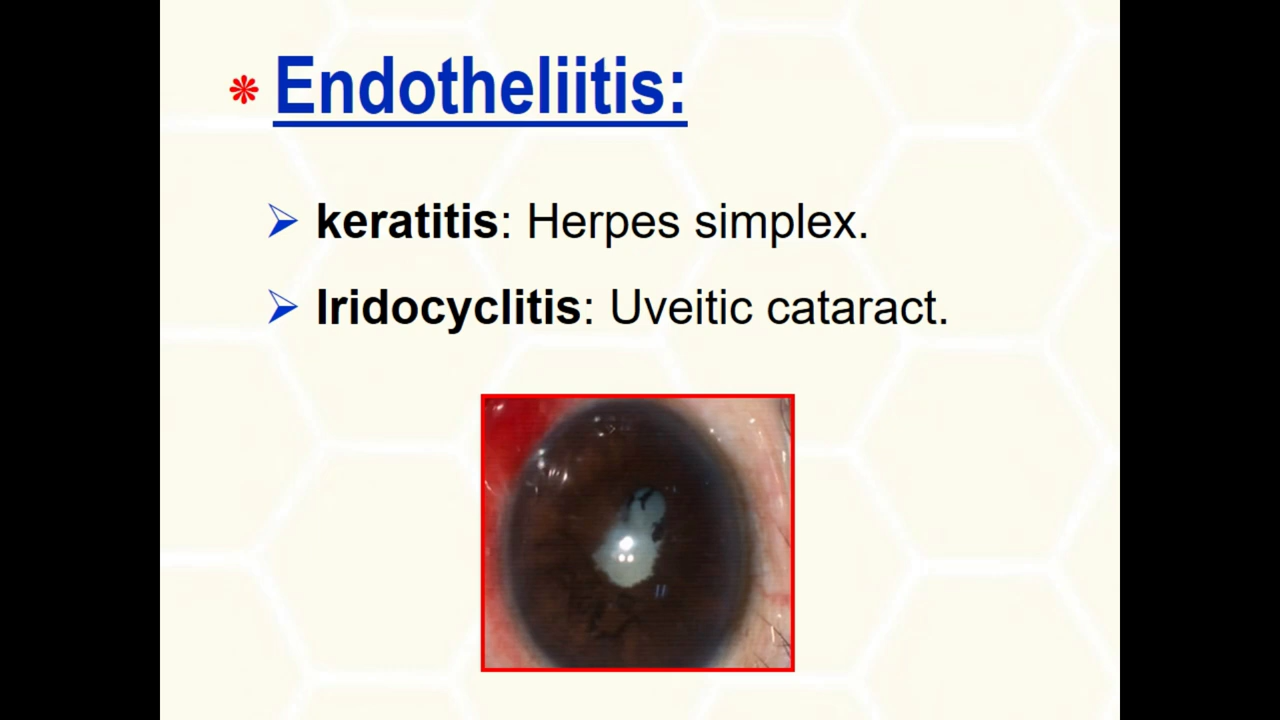 Endotheliitis:
keratitis: Herpes simplex.
Iridocyclitis: Uveitic cataract.